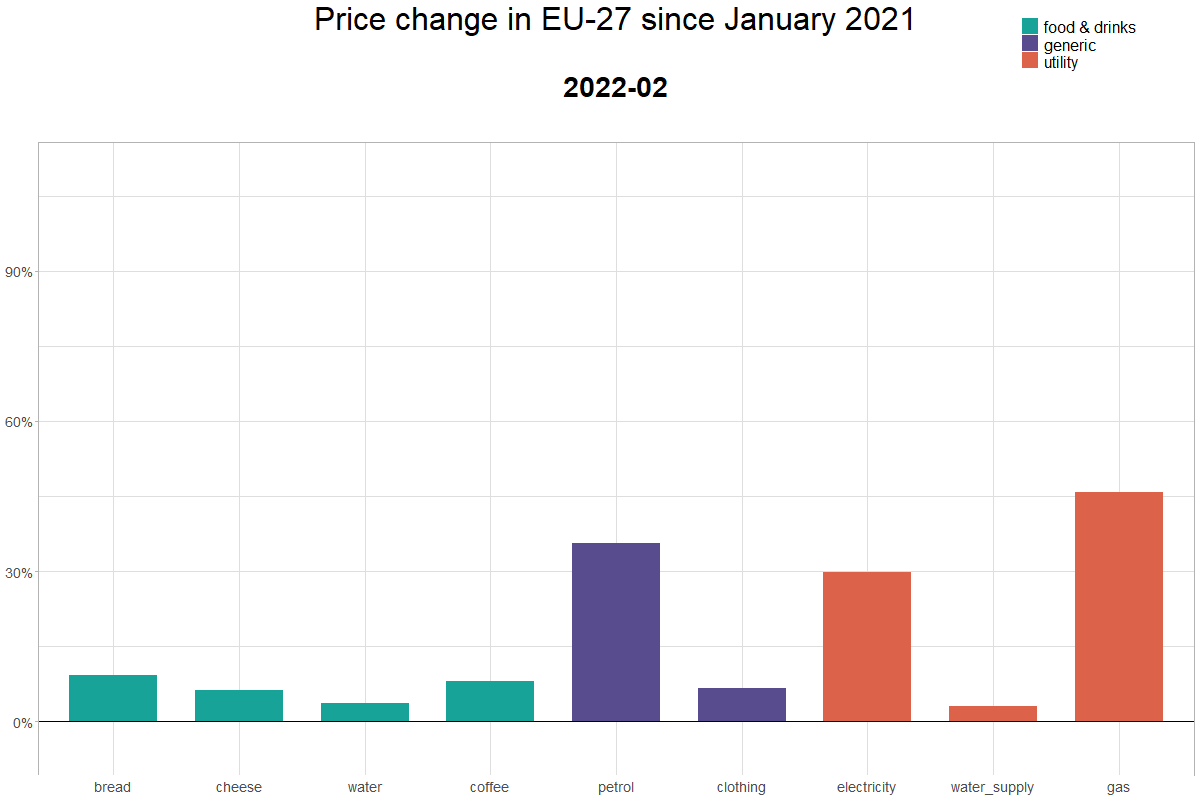 Price change in EU-27 since January 2021
food & drinks
generic
utility
2022-02
90%
60%
30%
0%
bread cheese water coffee petrol clothing electricity water_supply gas